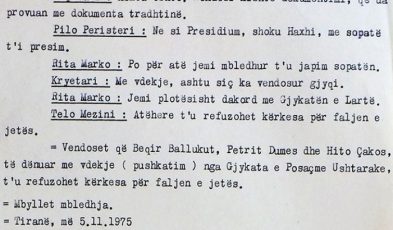 provuan me dokumenta tradhtinë.
Pilo Peristeri : Ne si Presidium, shoku Haxhi, me sopatë
t'i presim.
Rita Marko : Po për atë jemi mbledhur t'u japim sopatën.
Kryetari : Me vdekje, ashtu siç ka vendosur gjyqi.
Rita Marko : Jemi plotësisht dakord me Gjykatën e Lartë.
Telo Mezini : Atëhere t'u refuzohet kërkesa për faljen e
jetës.
= Vendoset që Beqir Ballukut, Petrit Dumes dhe Hito Çakos,
të dënuar me vdekje ( pushkatim ) nga Gjykata e Posaçme Ushtarake,
t'u refuzohet kërkesa për faljen e jetës.
= Mbyllet mbledhja.
= Tiranë, më 5.11.1975